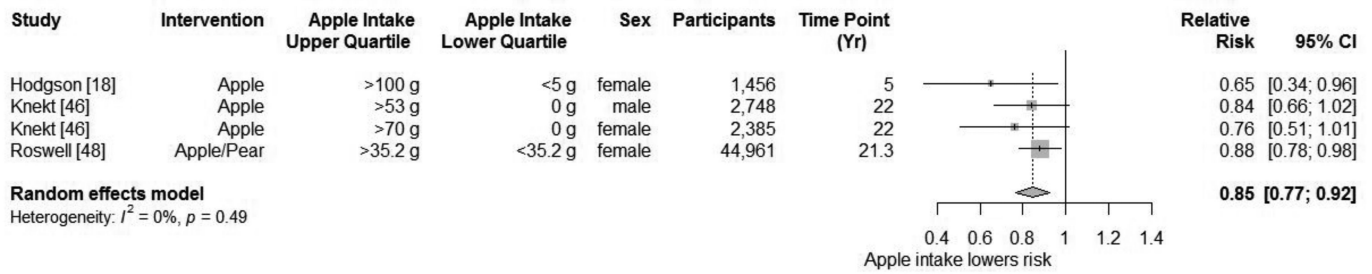 Study Intervention Apple Intake Upper Quartile Apple Intake Lower Quartile Sex Participants Time Point (Yr) Relative Risk 95% CI
Hodgson [18] Apple >100 g <5 g female 1,456 5 0.65 [0.34; 0.96]
Knekt [46] Apple >53 g 0 g male 2,748 22 0.84 [0.66; 1.02]
Knekt [46] Apple >70 g 0 g female 2,385 22 0.76 [0.51; 1.01]
Roswell [48] Apple/Pear >35.2 g <35.2 g female 44,961 21.3 0.88 [0.78; 0.98]
Random effects model 0.85 [0.77; 0.92]
Heterogeneity: I² = 0%, p = 0.49
0.4 0.6 0.8 1 1.2 1.4
Apple intake lowers risk